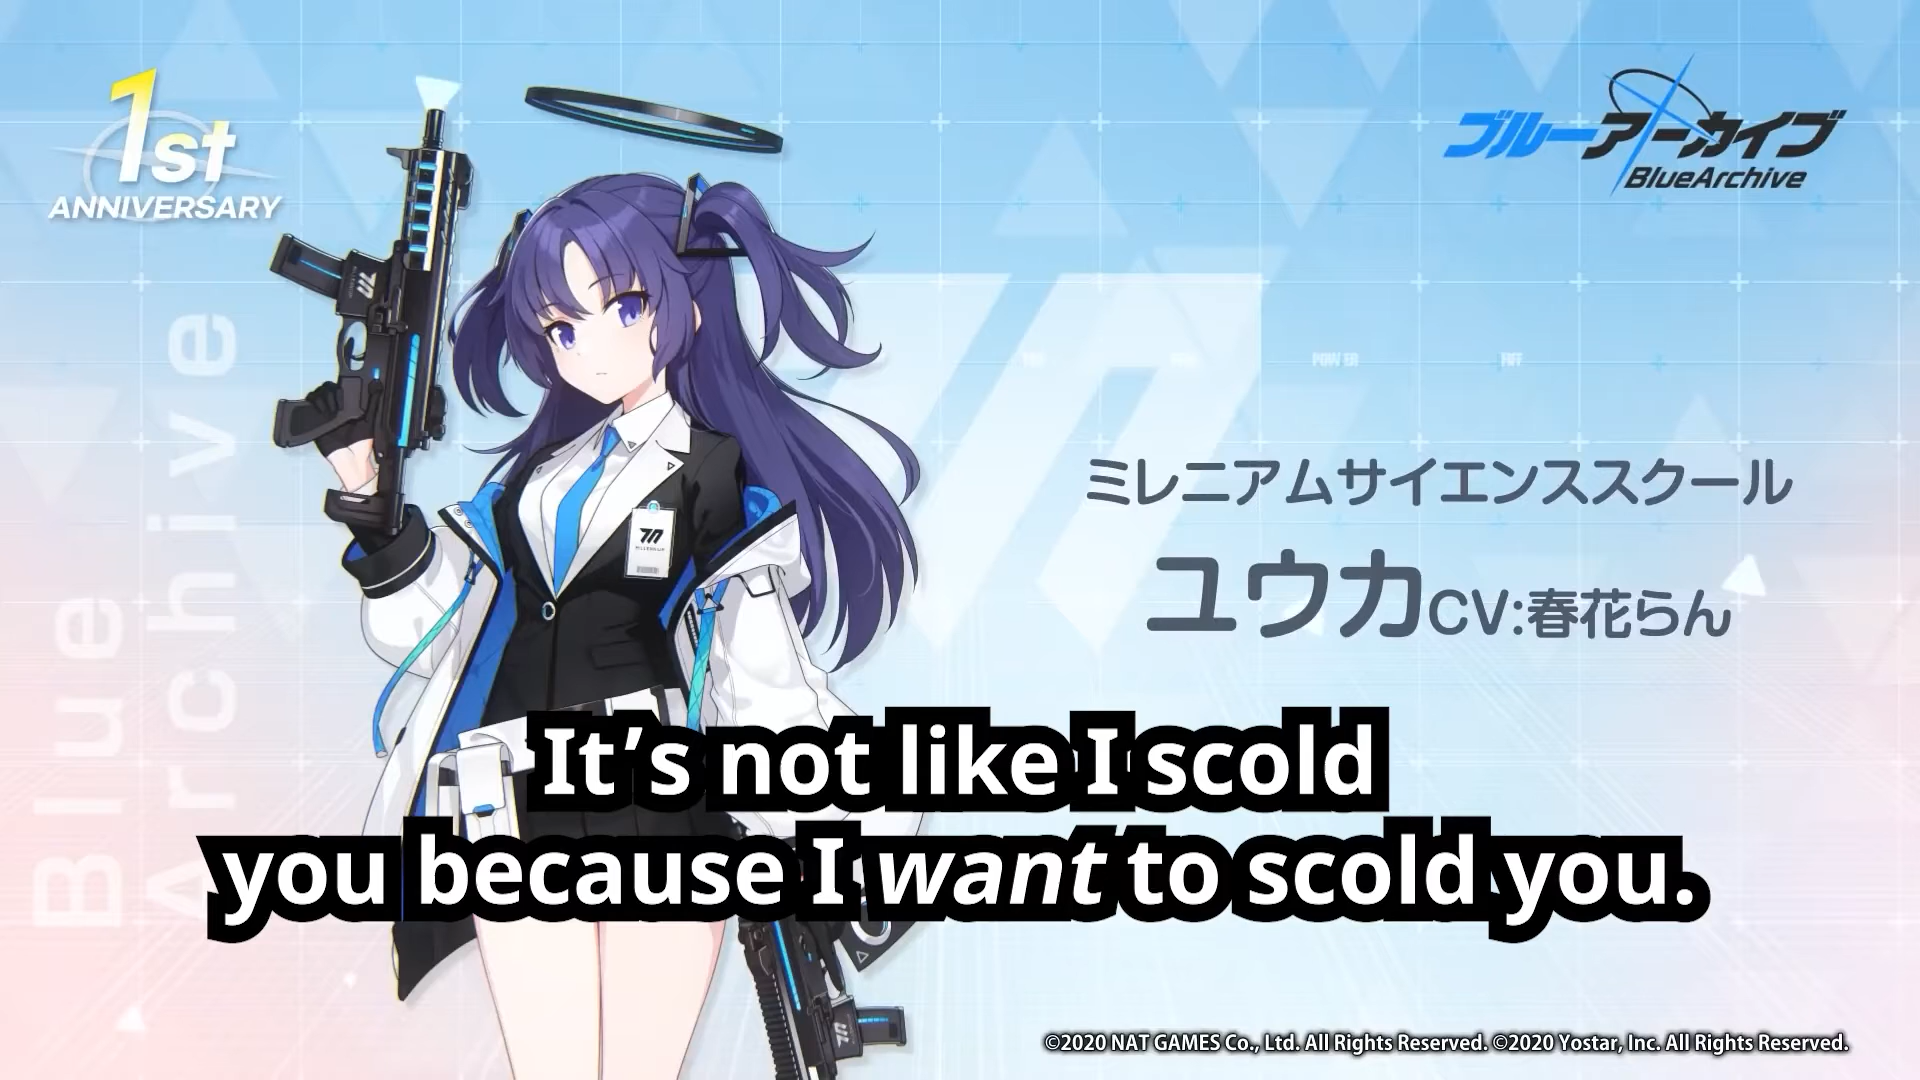 1st
ANNIVERSARY
ブルーアーカイブ
BlueArchive
Blue
Archive
POWER
ミレニアムサイエンススクール
ユウカ CV:春花らん
It's not like I scold
you because I want to scold you.
©2020 NAT GAMES Co., Ltd. All Rights Reserved. ©2020 Yostar, Inc. All Rights Reserved.